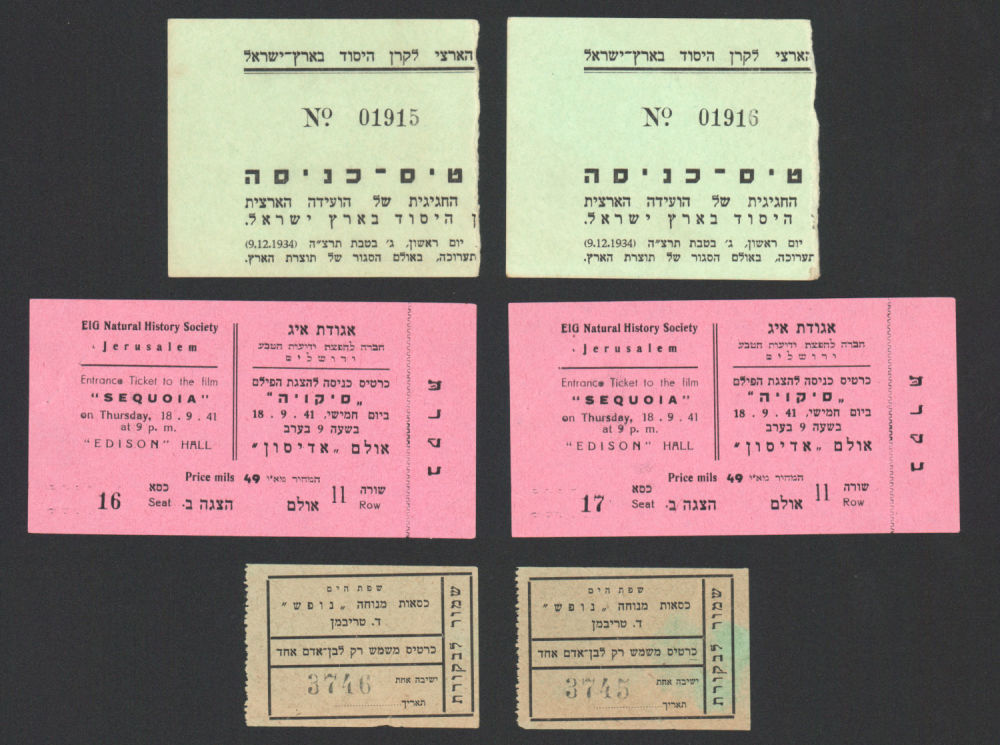 הארצי לקרן היסוד בארץ־ישראל
Nº 01915
טיס־כניסה
החגיגית של הועידה הארצית
היסוד בארץ ישראל.
יום ראשון, ג׳ בטבת תרצ״ה (9.12.1934)
תערוכה, באולם הסגור של תוצרת הארץ.
הארצי לקרן היסוד בארץ־ישראל
Nº 01916
טיס־כניסה
החגיגית של הועידה הארצית
היסוד בארץ ישראל.
יום ראשון, ג׳ בטבת תרצ״ה (9.12.1934)
תערוכה, באולם הסגור של תוצרת הארץ.
EIG Natural History Society
Jerusalem
Entrance Ticket to the film
"SEQUOIA"
on Thursday, 18.9.41
at 9 p. m.
"EDISON" HALL
אגודת איג
חברה להפצת ידיעות הטבע
ירושלים
כרטיס כניסה להצגת הפילם
„סיקויה"
ביום חמישי, 18.9.41
בשעה 9 בערב
אולם „אדיסון"
Price mils 49 המחיר מא״י
שורה 11 אולם הצגה ב. כסא 16
Row Seat
EIG Natural History Society
Jerusalem
Entrance Ticket to the film
"SEQUOIA"
on Thursday, 18.9.41
at 9 p. m.
"EDISON" HALL
אגודת איג
חברה להפצת ידיעות הטבע
ירושלים
כרטיס כניסה להצגת הפילם
„סיקויה"
ביום חמישי, 18.9.41
בשעה 9 בערב
אולם „אדיסון"
Price mils 49 המחיר מא״י
שורה 11 אולם הצגה ב. כסא 17
Row Seat
שפת הים
כסאות מנוחה „נופש"
ד. טריבמן
כרטיס משמש רק לבן־אדם אחד
ישיבה אחת 3746
תאריך
שמור לבקורת
שפת הים
כסאות מנוחה „נופש"
ד. טריבמן
כרטיס משמש רק לבן־אדם אחד
ישיבה אחת 3745
תאריך
שמור לבקורת